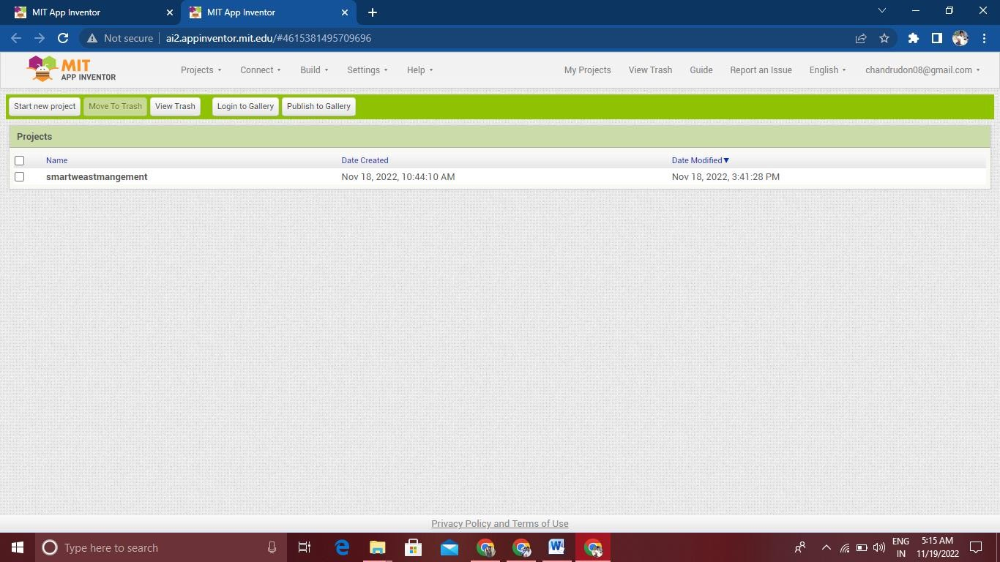 MIT App Inventor
MIT App Inventor
Not secure
ai2.appinventor.mit.edu/#4615381495709696
MIT
APP INVENTOR
Projects Connect Build Settings Help My Projects View Trash Guide Report an Issue English chandrudon08@gmail.com
Start new project Move To Trash View Trash Login to Gallery Publish to Gallery
Projects
Name Date Created Date Modified
smartweastmangement Nov 18, 2022, 10:44:10 AM Nov 18, 2022, 3:41:28 PM
Privacy Policy and Terms of Use
Type here to search
ENG
IN
5:15 AM
11/19/2022